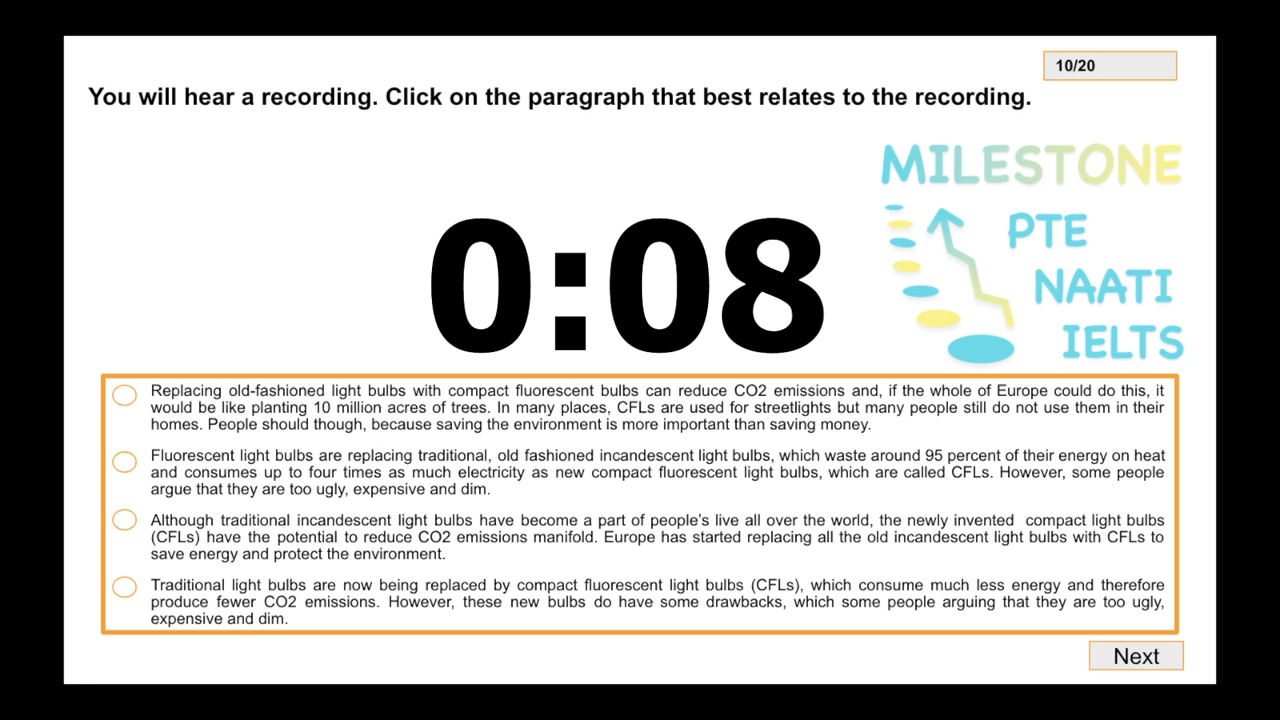 10/20
You will hear a recording. Click on the paragraph that best relates to the recording.
MILESTONE
PTE
NAATI
IELTS
0:08
Replacing old-fashioned light bulbs with compact fluorescent bulbs can reduce CO2 emissions and, if the whole of Europe could do this, it
would be like planting 10 million acres of trees. In many places, CFLs are used for streetlights but many people still do not use them in their
homes. People should though, because saving the environment is more important than saving money.
Fluorescent light bulbs are replacing traditional, old fashioned incandescent light bulbs, which waste around 95 percent of their energy on heat
and consumes up to four times as much electricity as new compact fluorescent light bulbs, which are called CFLs. However, some people
argue that they are too ugly, expensive and dim.
Although traditional incandescent light bulbs have become a part of people's live all over the world, the newly invented compact light bulbs
(CFLs) have the potential to reduce CO2 emissions manifold. Europe has started replacing all the old incandescent light bulbs with CFLs to
save energy and protect the environment.
Traditional light bulbs are now being replaced by compact fluorescent light bulbs (CFLs), which consume much less energy and therefore
produce fewer CO2 emissions. However, these new bulbs do have some drawbacks, which some people arguing that they are too ugly,
expensive and dim.
Next